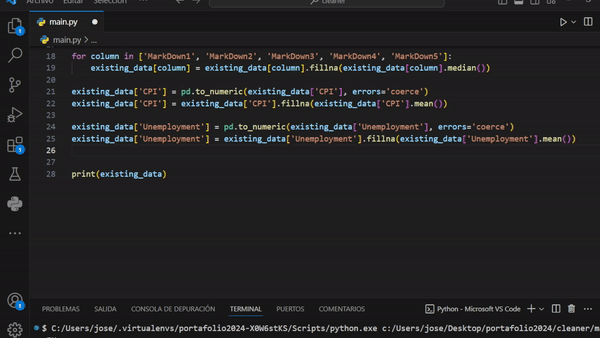 Archivo
Editar
Selección
cleaner
main.py
main.py > ...
18 for column in ['MarkDown1', 'MarkDown2', 'MarkDown3', 'MarkDown4', 'MarkDown5']:
19 existing_data[column] = existing_data[column].fillna(existing_data[column].median())
20
21 existing_data['CPI'] = pd.to_numeric(existing_data['CPI'], errors='coerce')
22 existing_data['CPI'] = existing_data['CPI'].fillna(existing_data['CPI'].mean())
23
24 existing_data['Unemployment'] = pd.to_numeric(existing_data['Unemployment'], errors='coerce')
25 existing_data['Unemployment'] = existing_data['Unemployment'].fillna(existing_data['Unemployment'].mean())
26
28 print(existing_data)
PROBLEMAS SALIDA CONSOLA DE DEPURACIÓN TERMINAL PUERTOS COMENTARIOS Python - Microsoft VS Code
$ C:/Users/jose/.virtualenvs/portafolio2024-X0W6stKS/Scripts/python.exe c:/Users/jose/Desktop/portafolio2024/cleaner/m